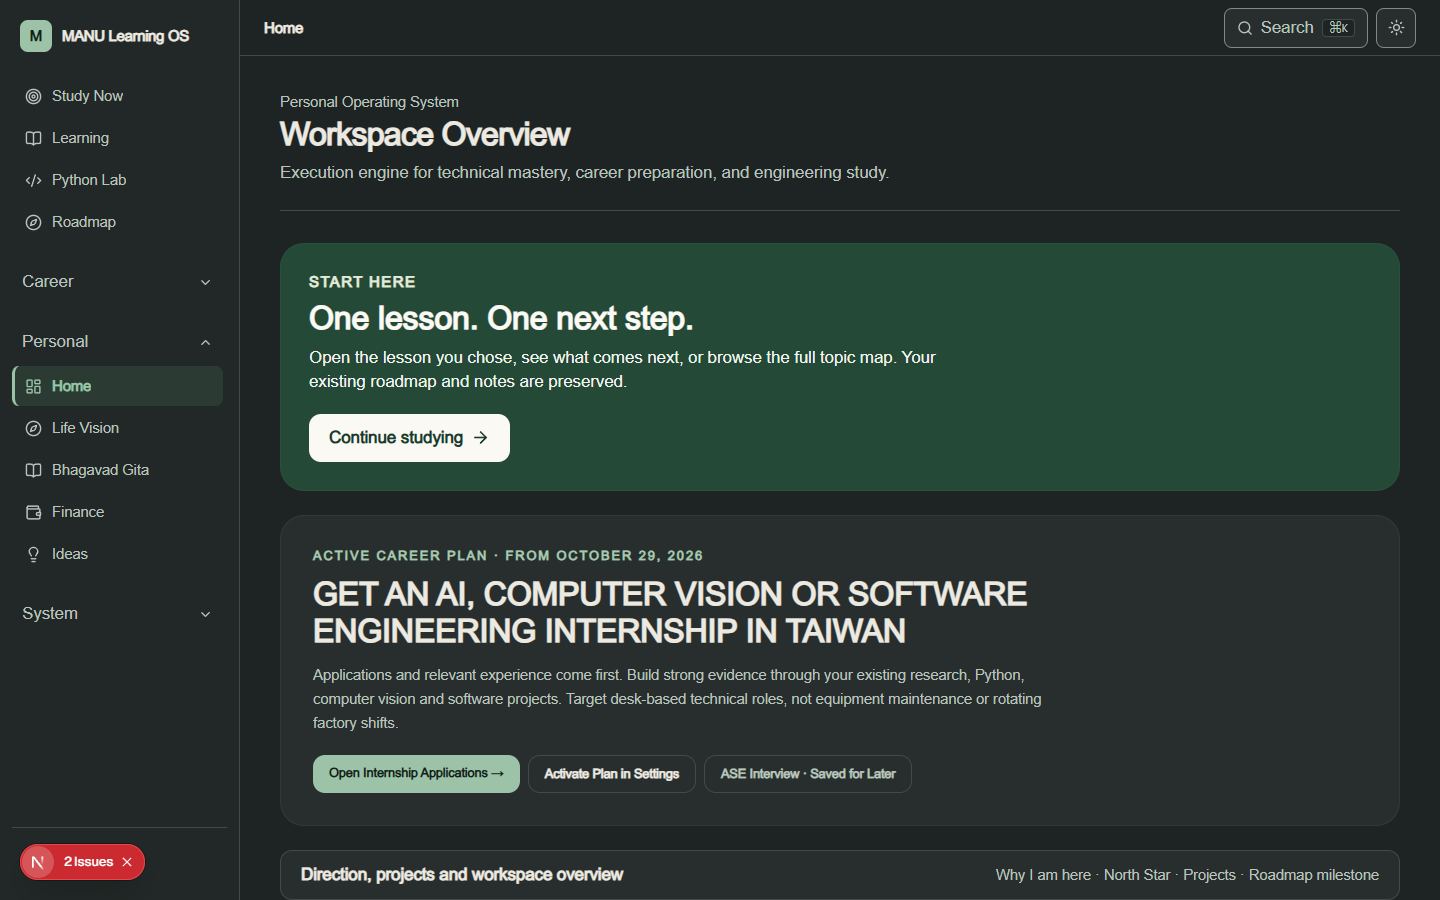 M MANU Learning OS
Study Now
Learning
Python Lab
Roadmap
Career
Personal
Home
Life Vision
Bhagavad Gita
Finance
Ideas
System
N 2 Issues
Home
Search ⌘K
Personal Operating System
Workspace Overview
Execution engine for technical mastery, career preparation, and engineering study.
START HERE
One lesson. One next step.
Open the lesson you chose, see what comes next, or browse the full topic map. Your
existing roadmap and notes are preserved.
Continue studying →
ACTIVE CAREER PLAN · FROM OCTOBER 29, 2026
GET AN AI, COMPUTER VISION OR SOFTWARE
ENGINEERING INTERNSHIP IN TAIWAN
Applications and relevant experience come first. Build strong evidence through your existing research, Python,
computer vision and software projects. Target desk-based technical roles, not equipment maintenance or rotating
factory shifts.
Open Internship Applications → Activate Plan in Settings ASE Interview · Saved for Later
Direction, projects and workspace overview Why I am here · North Star · Projects · Roadmap milestone